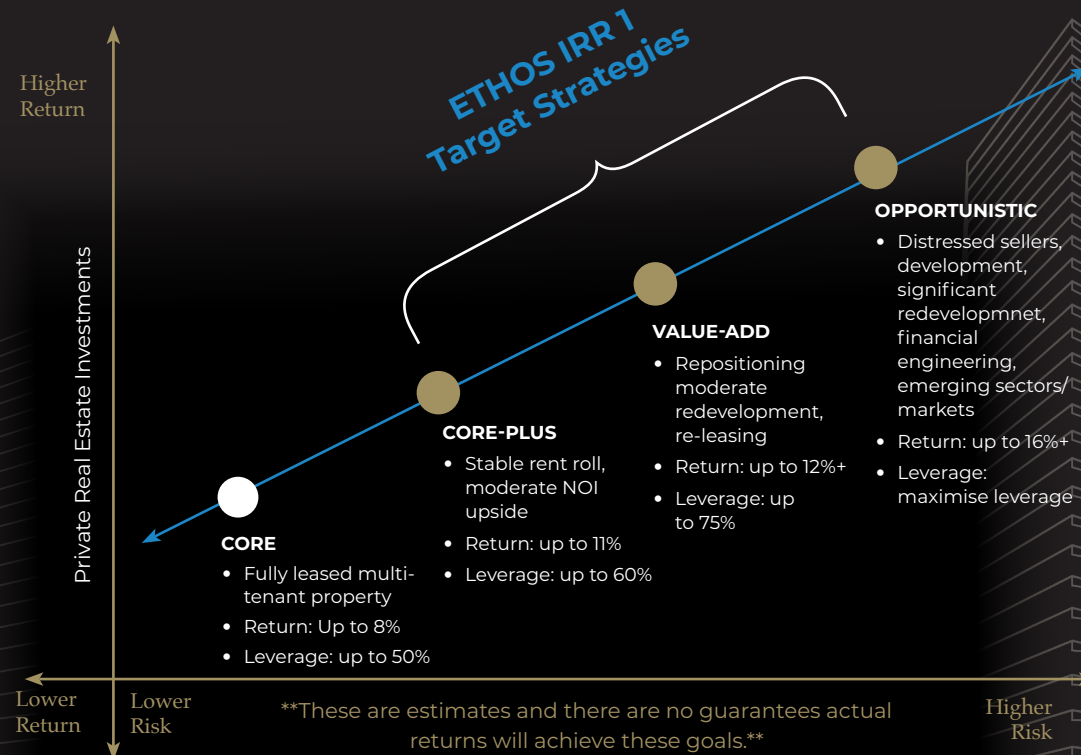 ETHOS IRR 1
Target Strategies
Higher
Return
Private Real Estate Investments
OPPORTUNISTIC
• Distressed sellers,
development,
significant
redevelopmnet,
financial
engineering,
emerging sectors/
markets
• Return: up to 16%+
• Leverage:
maximise leverage
VALUE-ADD
• Repositioning
moderate
redevelopment,
re-leasing
• Return: up to 12%+
• Leverage: up
to 75%
CORE-PLUS
• Stable rent roll,
moderate NOI
upside
• Return: up to 11%
• Leverage: up to 60%
CORE
• Fully leased multi-
tenant property
• Return: Up to 8%
• Leverage: up to 50%
Lower
Return
Lower
Risk
**These are estimates and there are no guarantees actual
returns will achieve these goals.**
Higher
Risk